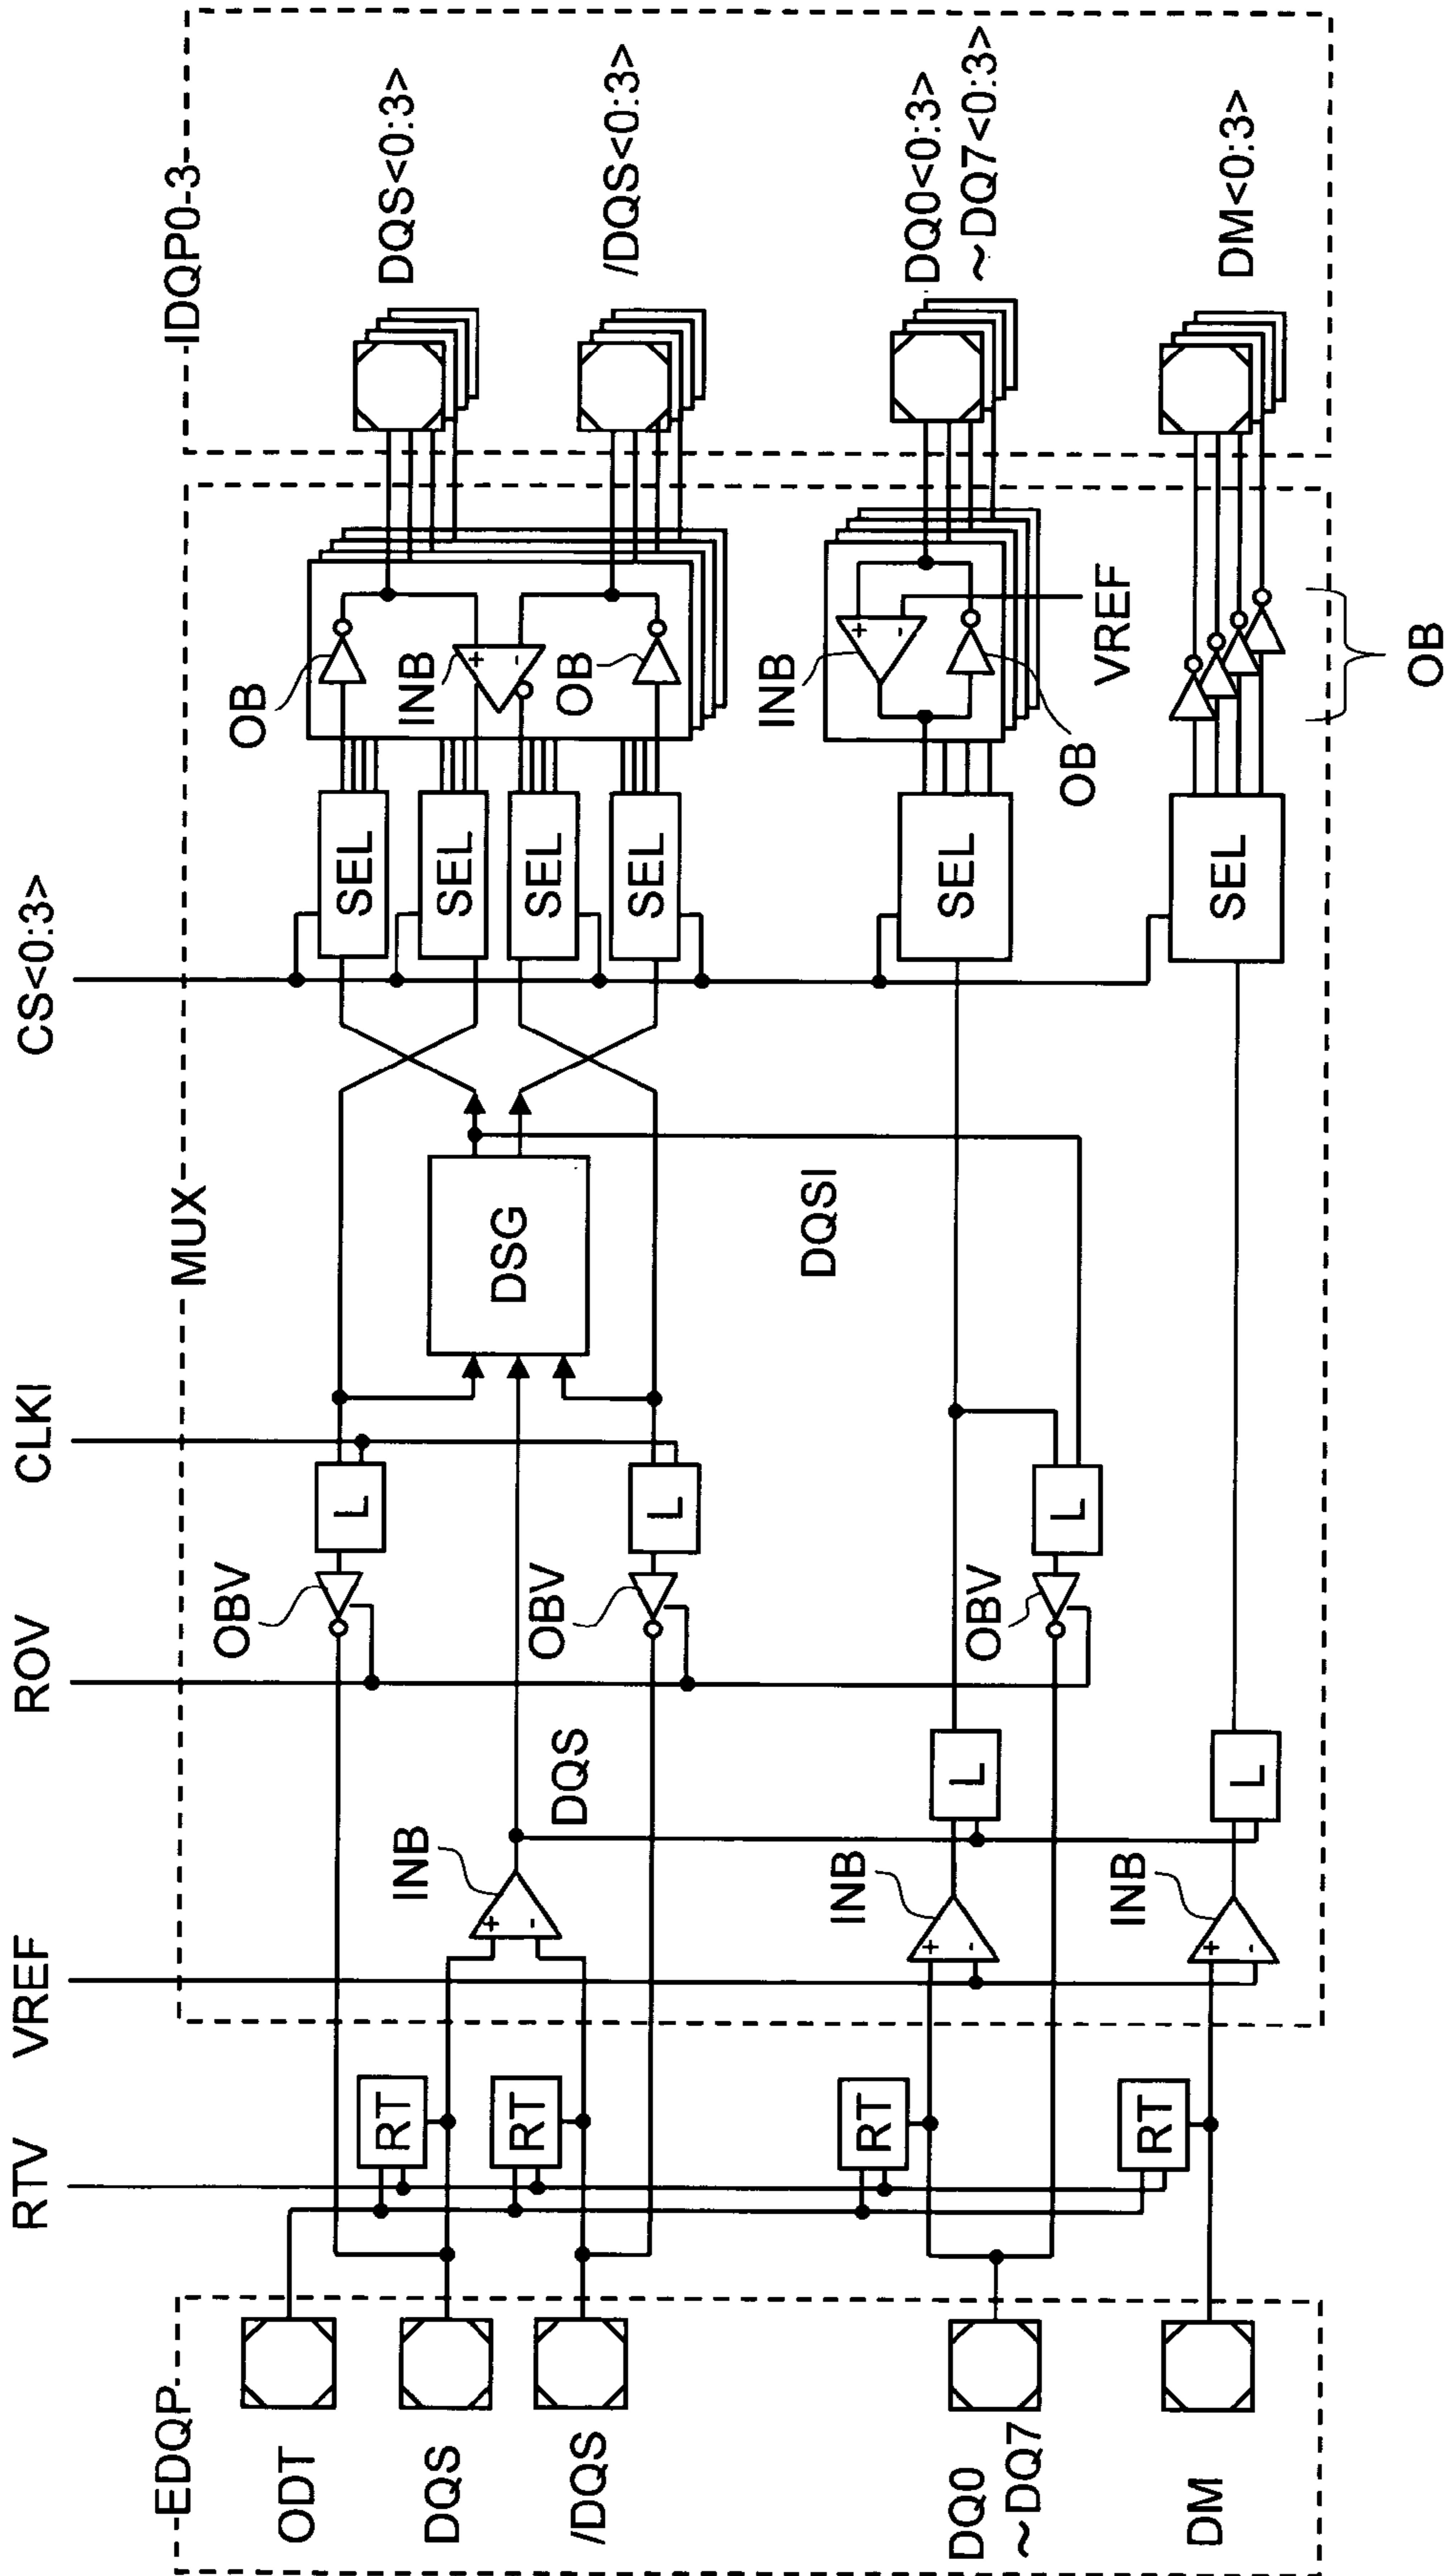 CS<0:3>
CLKI
ROV
VREF
RTV
IDQP0-3
DQS<0:3>
/DQS<0:3>
DQ0<0:3>
~DQ7<0:3>
DM<0:3>
MUX
OB
INB
OB
INB
OB
VREF
OB
SEL
SEL
SEL
SEL
SEL
SEL
DSG
DQSI
L
L
L
OBV
OBV
OBV
DQS
L
L
INB
INB
INB
RT
RT
RT
RT
EDQP
ODT
DQS
/DQS
DQ0
~DQ7
DM